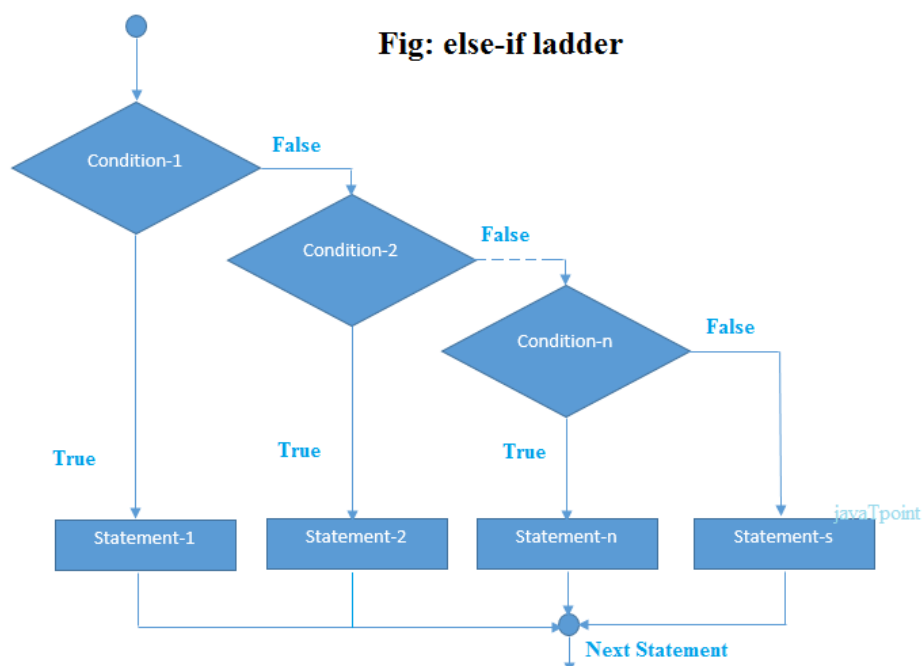 Fig: else-if ladder
Condition-1
False
Condition-2
False
Condition-n
False
True
True
True
Statement-1
Statement-2
Statement-n
Statement-s
javaTpoint
Next Statement